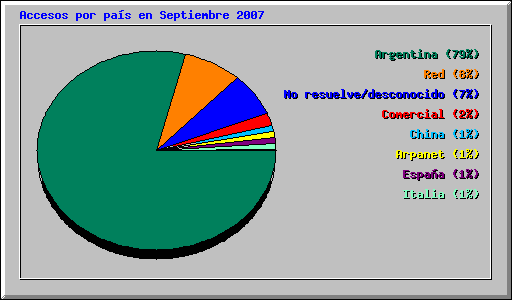 Accesos por país en Septiembre 2007
Argentina (79%)
Red (8%)
No resuelve/desconocido (7%)
Comercial (2%)
China (1%)
Arpanet (1%)
España (1%)
Italia (1%)